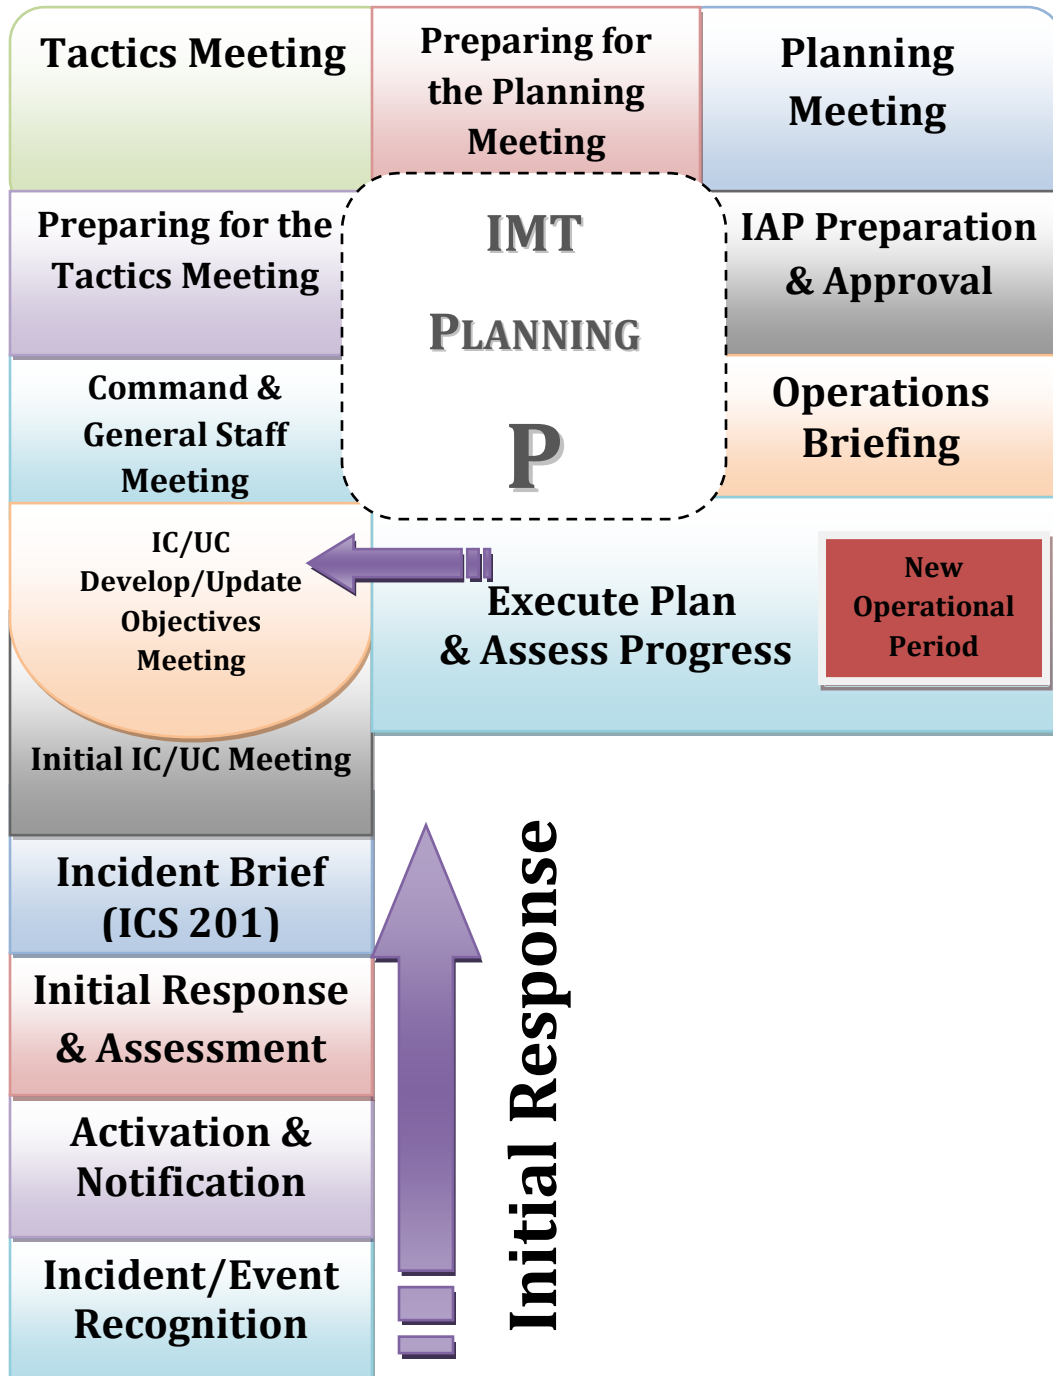 Tactics Meeting
Preparing for
the Planning
Meeting
Planning
Meeting
Preparing for the
Tactics Meeting
IMT
PLANNING
P
IAP Preparation
& Approval
Command &
General Staff
Meeting
Operations
Briefing
IC/UC
Develop/Update
Objectives
Meeting
Execute Plan
& Assess Progress
New
Operational
Period
Initial IC/UC Meeting
Incident Brief
(ICS 201)
Initial Response
& Assessment
Activation &
Notification
Incident/Event
Recognition
Initial Response